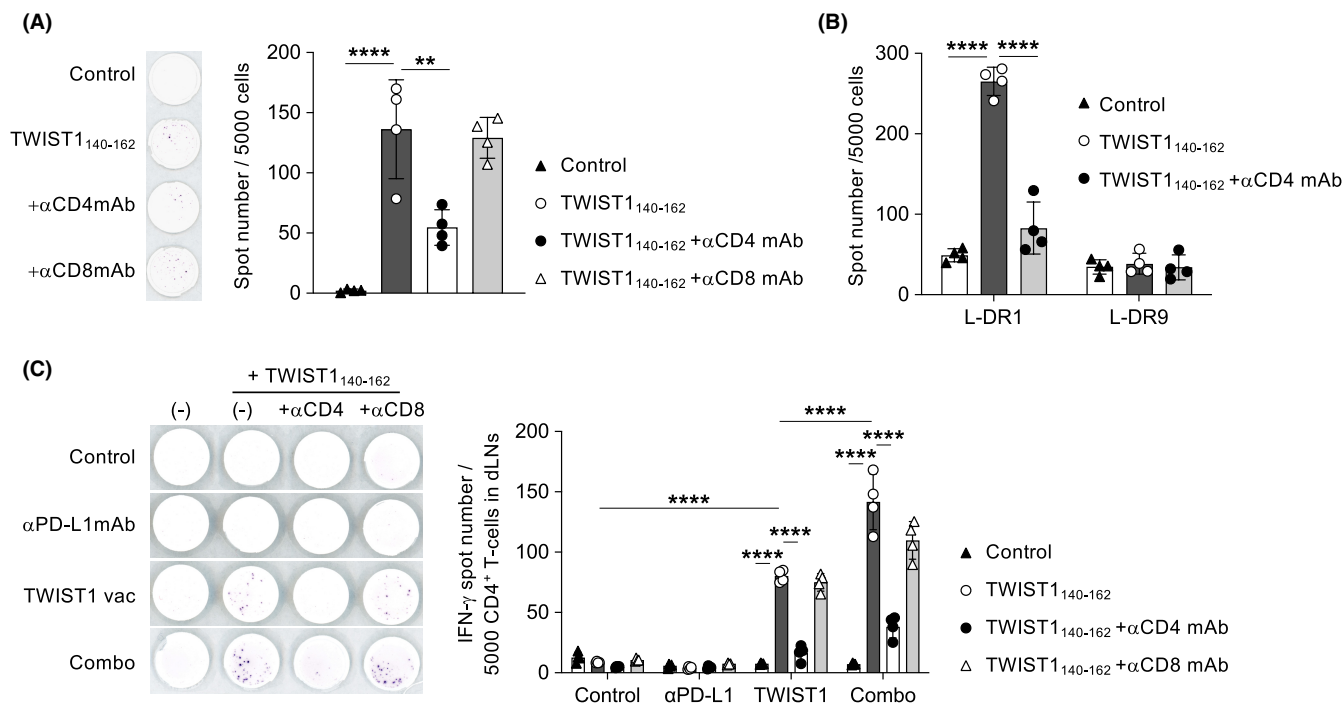 (A)
Control
TWIST1140-162
+αCD4mAb
+αCD8mAb
Spot number / 5000 cells
200
150
100
50
0
****
**
Control
TWIST1140-162
TWIST1140-162 +αCD4 mAb
TWIST1140-162 +αCD8 mAb
(B)
Spot number /5000 cells
300
200
100
0
**** ****
L-DR1 L-DR9
Control
TWIST1140-162
TWIST1140-162 +αCD4 mAb
(C)
+ TWIST1140-162
(-) (-) +αCD4 +αCD8
Control
αPD-L1mAb
TWIST1 vac
Combo
IFN-γ spot number /
5000 CD4+ T-cells in dLNs
200
150
100
50
0
****
****
****
****
****
****
Control αPD-L1 TWIST1 Combo
Control
TWIST1140-162
TWIST1140-162 +αCD4 mAb
TWIST1140-162 +αCD8 mAb